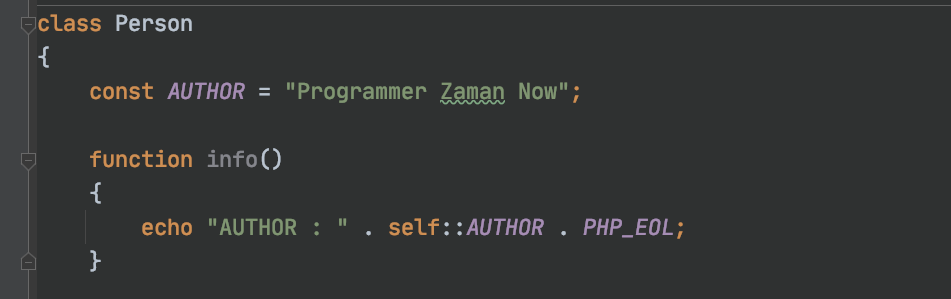 class Person
{
    const AUTHOR = "Programmer Zaman Now";
    function info()
    {
        echo "AUTHOR : " . self::AUTHOR . PHP_EOL;
    }